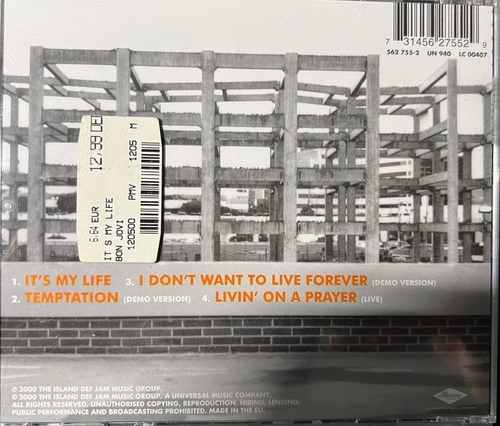 7 31456 27552 9
562 755-2 UN 940 LC 00407
12.99 DE
6.64 EUR
IT S MY LIFE
BON JOVI
120500 PMV 1205 M
1. IT'S MY LIFE 3. I DON'T WANT TO LIVE FOREVER (DEMO VERSION)
2. TEMPTATION (DEMO VERSION) 4. LIVIN' ON A PRAYER (LIVE)
℗ 2000 THE ISLAND DEF JAM MUSIC GROUP.
© 2000 THE ISLAND DEF JAM MUSIC GROUP. A UNIVERSAL MUSIC COMPANY.
ALL RIGHTS RESERVED. UNAUTHORISED COPYING, REPRODUCTION, HIRING, LENDING,
PUBLIC PERFORMANCE AND BROADCASTING PROHIBITED. MADE IN THE EU.